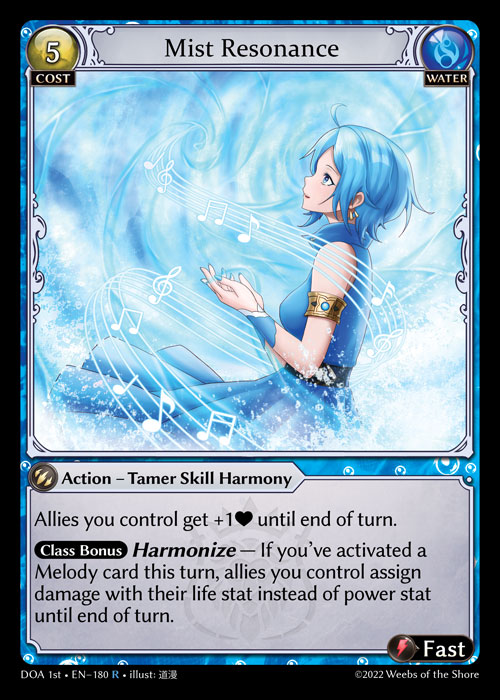 5
Mist Resonance
COST
WATER
Action – Tamer Skill Harmony
Allies you control get +1♥ until end of turn.
Class Bonus Harmonize — If you've activated a
Melody card this turn, allies you control assign
damage with their life stat instead of power stat
until end of turn.
Fast
DOA 1st • EN–180 R • illust: 道漫
©2022 Weebs of the Shore